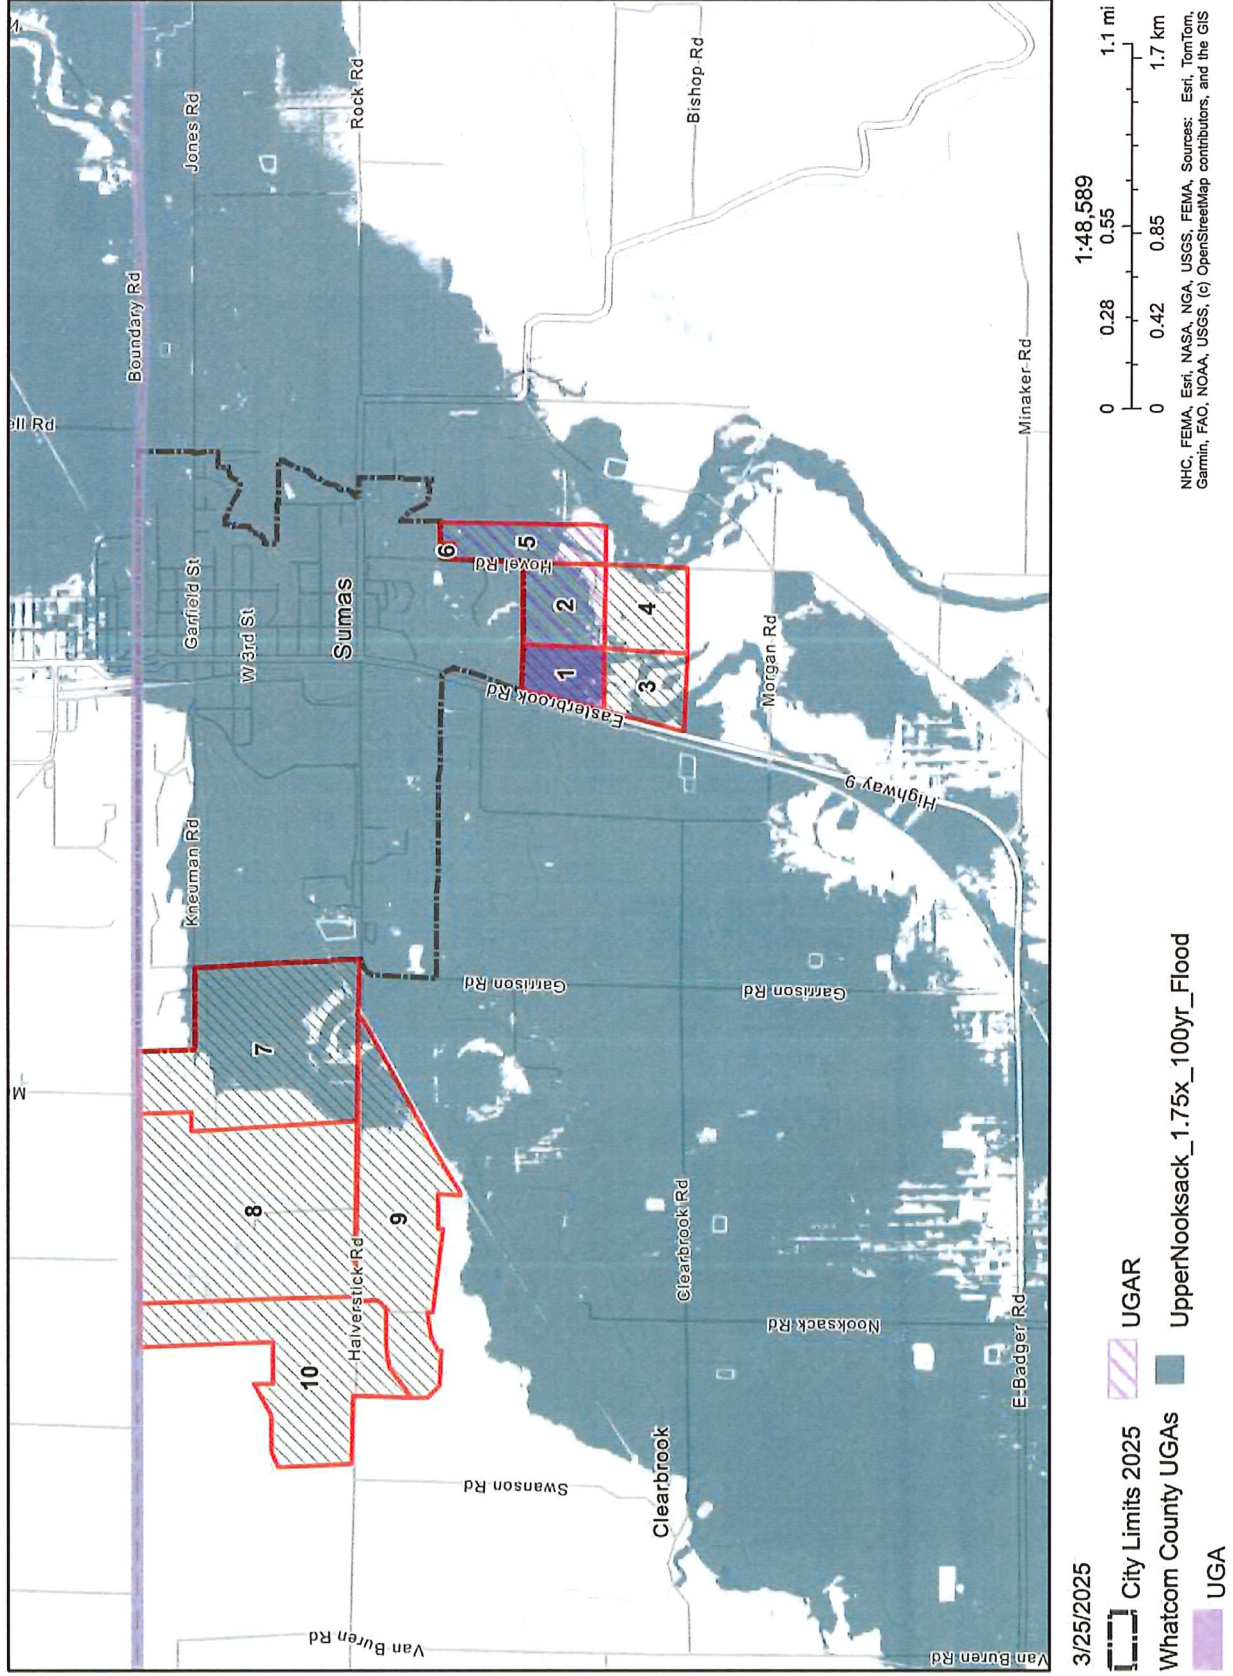 Boundary Rd
ell Rd
Jones Rd
Rock Rd
Bishop Rd
Kneuman Rd
Garfield St
W 3rd St
Sumas
M
7
8
9
10
Halverstick Rd
Garrison Rd
Garrison Rd
Easterbrook Rd
Hovel Rd
6
5
2
1
4
3
Morgan Rd
Highway 9
Minaker Rd
Clearbrook Rd
Nooksack Rd
E Badger Rd
Swanson Rd
Clearbrook
Van Buren Rd
Van Buren Rd
3/25/2025
City Limits 2025
Whatcom County UGAs
UGA
UGAR
UpperNooksack_1.75x_100yr_Flood
1:48,589
0 0.28 0.55 1.1 mi
0 0.42 0.85 1.7 km
NHC, FEMA, Esri, NASA, NGA, USGS, FEMA, Sources: Esri, TomTom,
Garmin, FAO, NOAA, USGS, (c) OpenStreetMap contributors, and the GIS